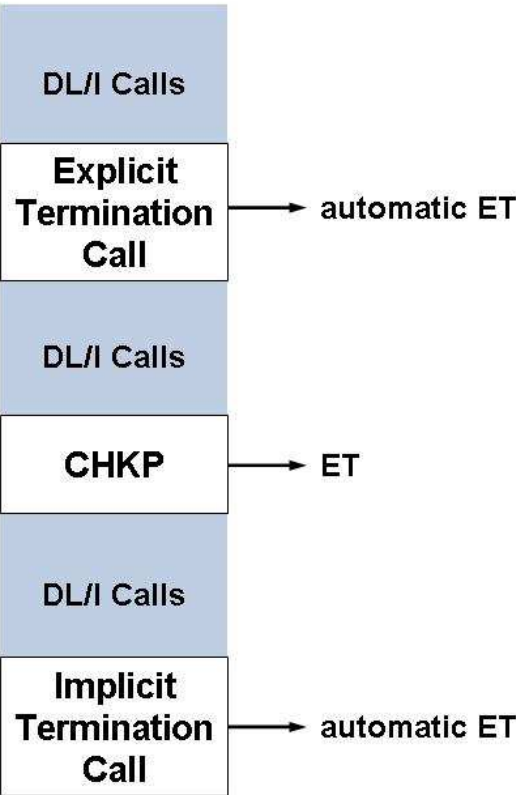 DL/I Calls
Explicit
Termination
Call
automatic ET
DL/I Calls
CHKP
ET
DL/I Calls
Implicit
Termination
Call
automatic ET